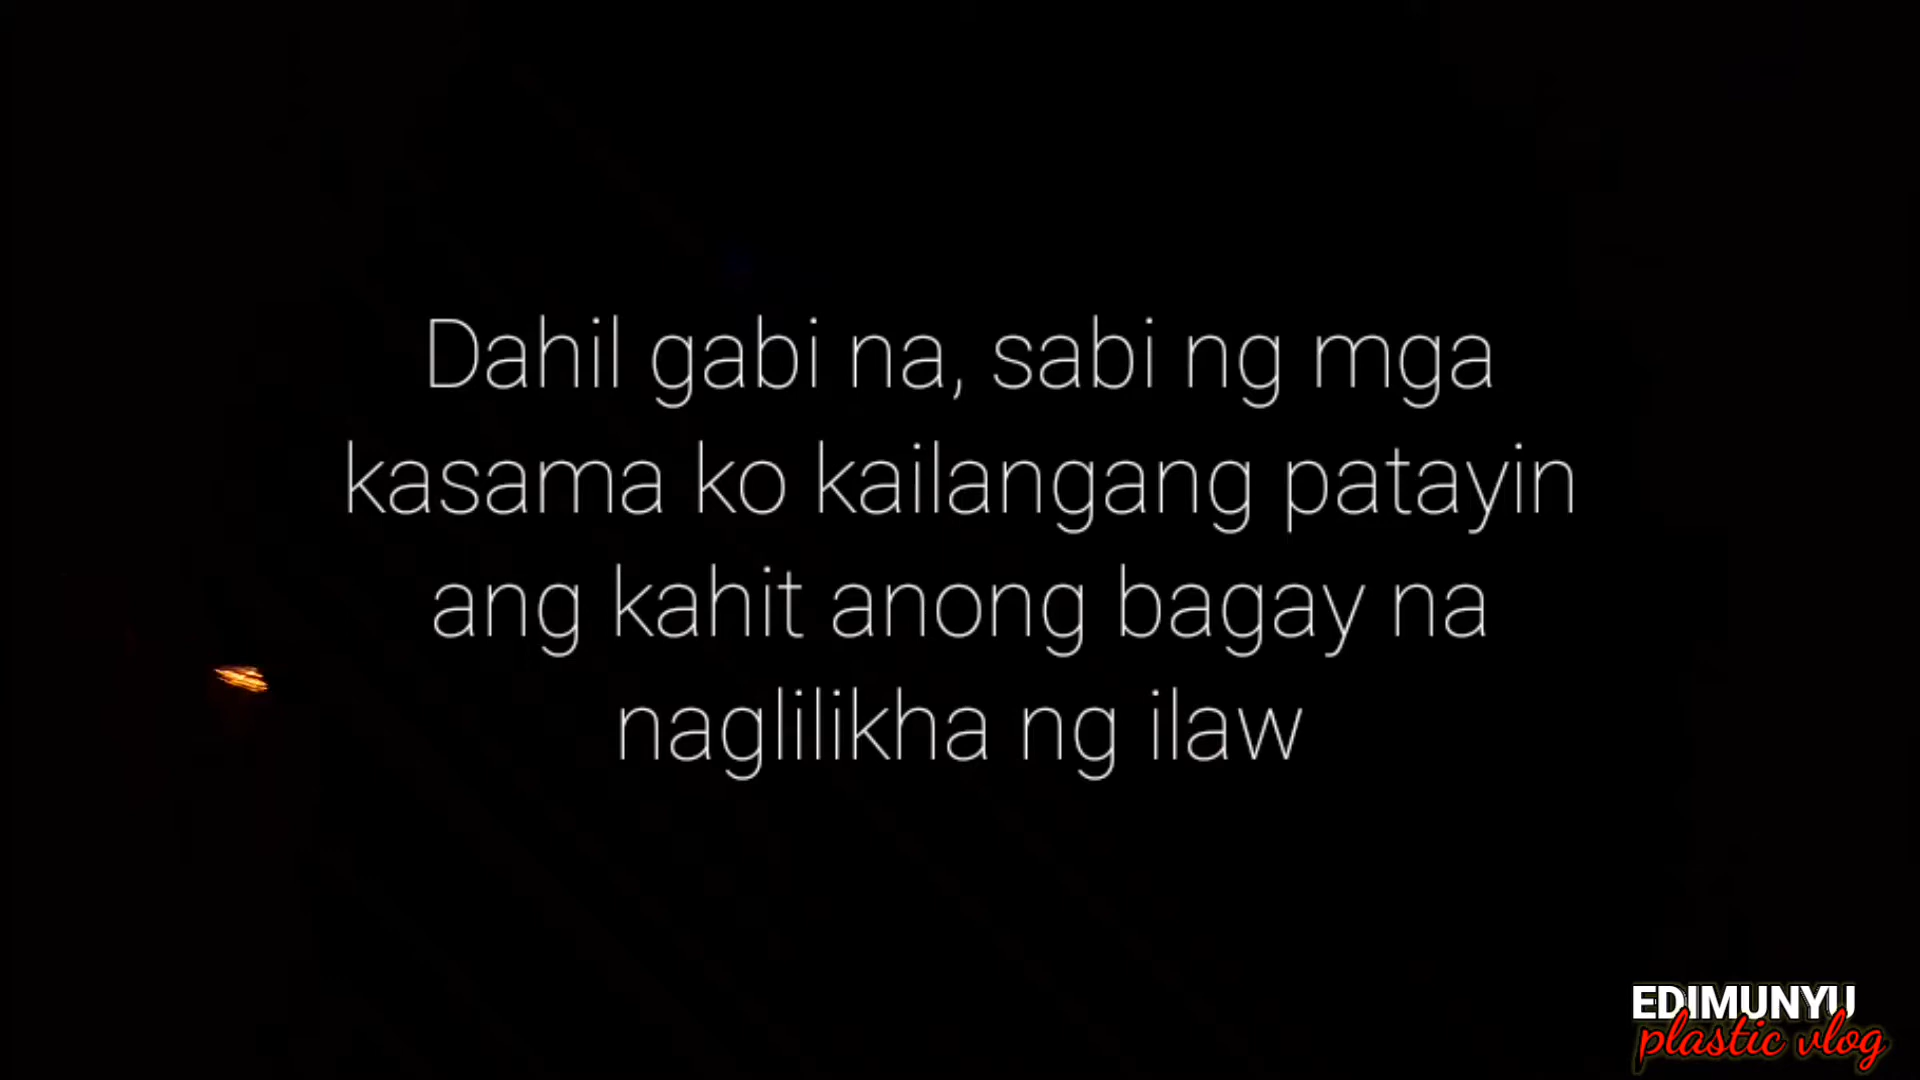 Dahil gabi na, sabi ng mga
kasama ko kailangang patayin
ang kahit anong bagay na
naglilikha ng ilaw
EDIMUNYU
plastic vlog